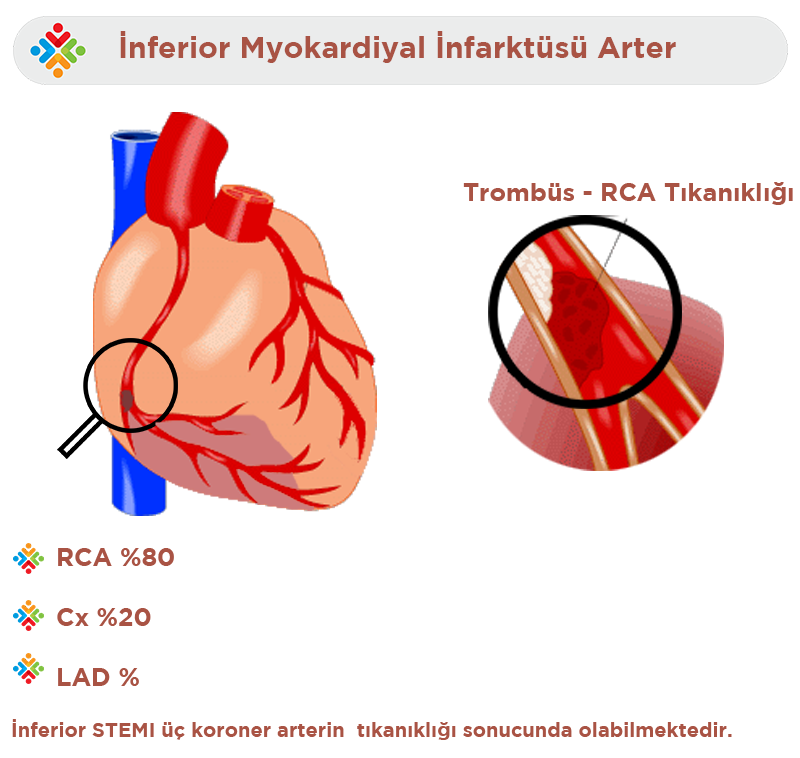 İnferior Myokardiyal İnfarktüsü Arter
Trombüs - RCA Tıkanıklığı
RCA %80
Cx %20
LAD %
İnferior STEMI üç koroner arterin tıkanıklığı sonucunda olabilmektedir.